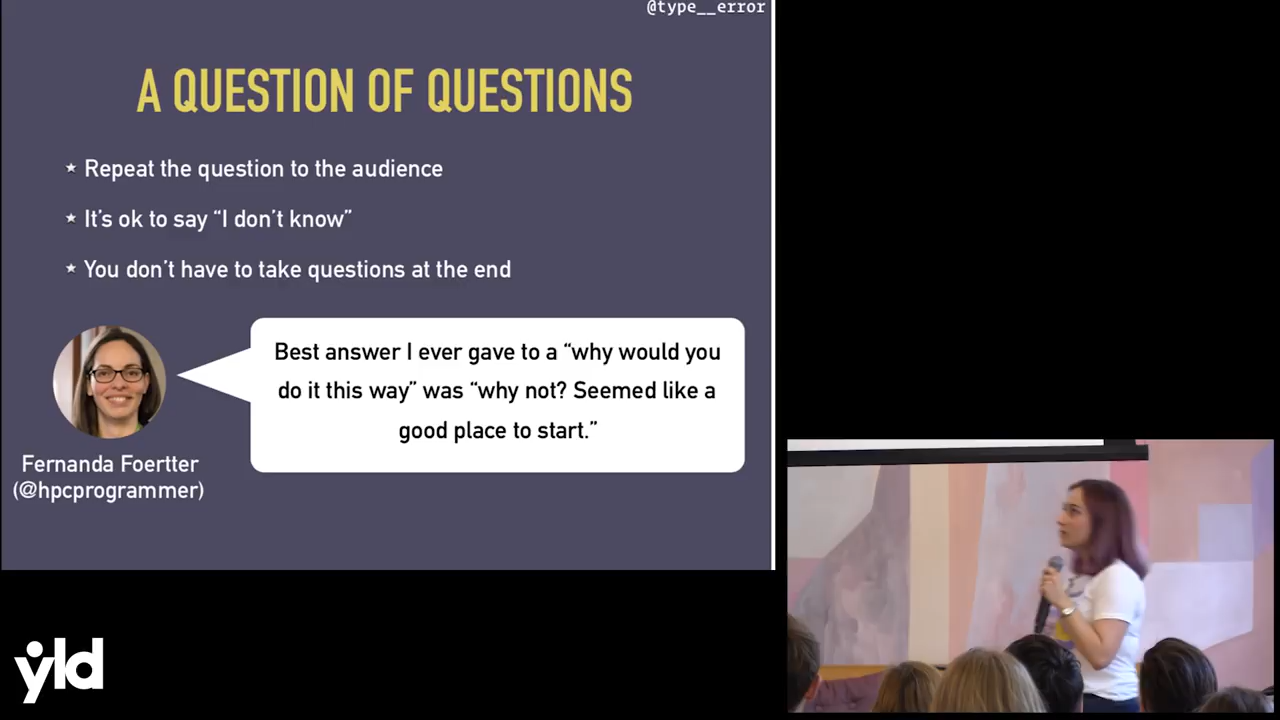 @type__error
A QUESTION OF QUESTIONS
★ Repeat the question to the audience
★ It's ok to say “I don't know”
★ You don't have to take questions at the end
Best answer I ever gave to a “why would you
do it this way” was “why not? Seemed like a
good place to start.”
Fernanda Foertter
(@hpcprogrammer)
yld